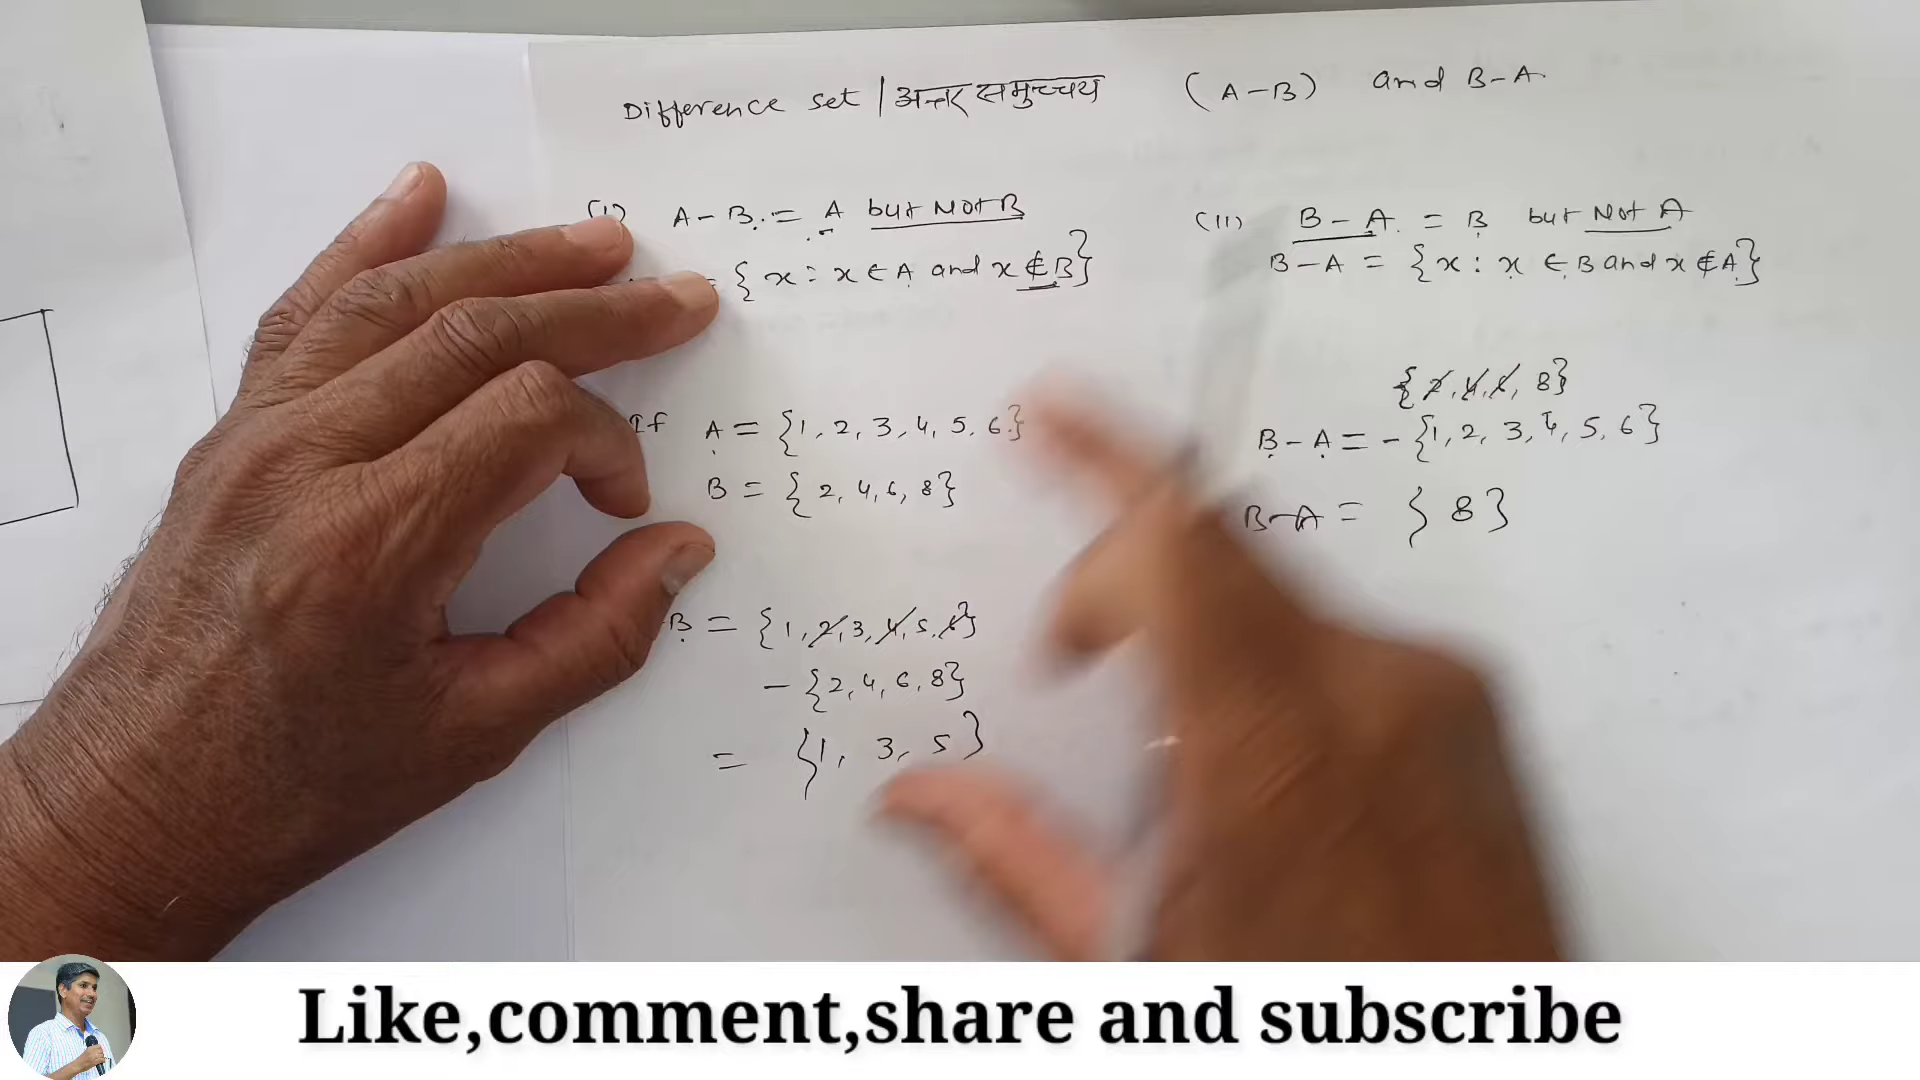 Difference set | अन्तर समुच्चय (A-B) and B-A
(I) A-B = A but Not B
= {x : x ∈ A and x ∉ B}
If A = {1, 2, 3, 4, 5, 6}
B = {2, 4, 6, 8}
B = {1, 2, 3, 4, 5, 6}
- {2, 4, 6, 8}
= {1, 3, 5}
(II) B-A = B but Not A
B-A = {x : x ∈ B and x ∉ A}
{2, 4, 6, 8}
B-A = - {1, 2, 3, 4, 5, 6}
B-A = {8}
Like,comment,share and subscribe